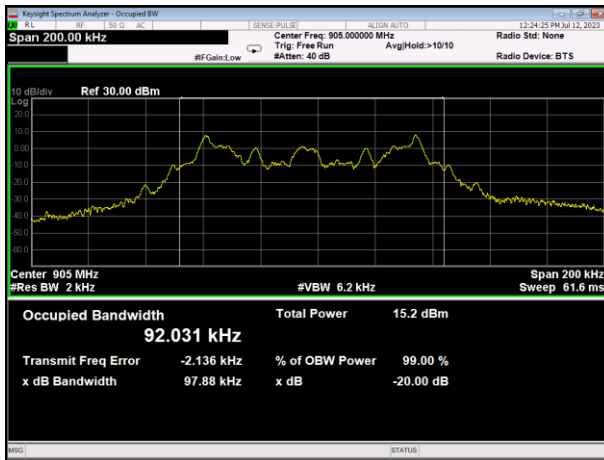 Keysight Spectrum Analyzer - Occupied BW
RL RF 50 Ω AC SENSE:PULSE ALIGN AUTO 12:24:25 PM Jul 12, 2023
Span 200.00 kHz Center Freq: 905.000000 MHz Radio Std: None
Trig: Free Run Avg|Hold:>10/10
#IFGain:Low #Atten: 40 dB Radio Device: BTS
10 dB/div Ref 30.00 dBm
Log
20.0
10.0
0.00
-10.0
-20.0
-30.0
-40.0
-50.0
-60.0
Center 905 MHz Span 200 kHz
#Res BW 2 kHz #VBW 6.2 kHz Sweep 61.6 ms
Occupied Bandwidth Total Power 15.2 dBm
92.031 kHz
Transmit Freq Error -2.136 kHz % of OBW Power 99.00 %
x dB Bandwidth 97.88 kHz x dB -20.00 dB
MSG STATUS